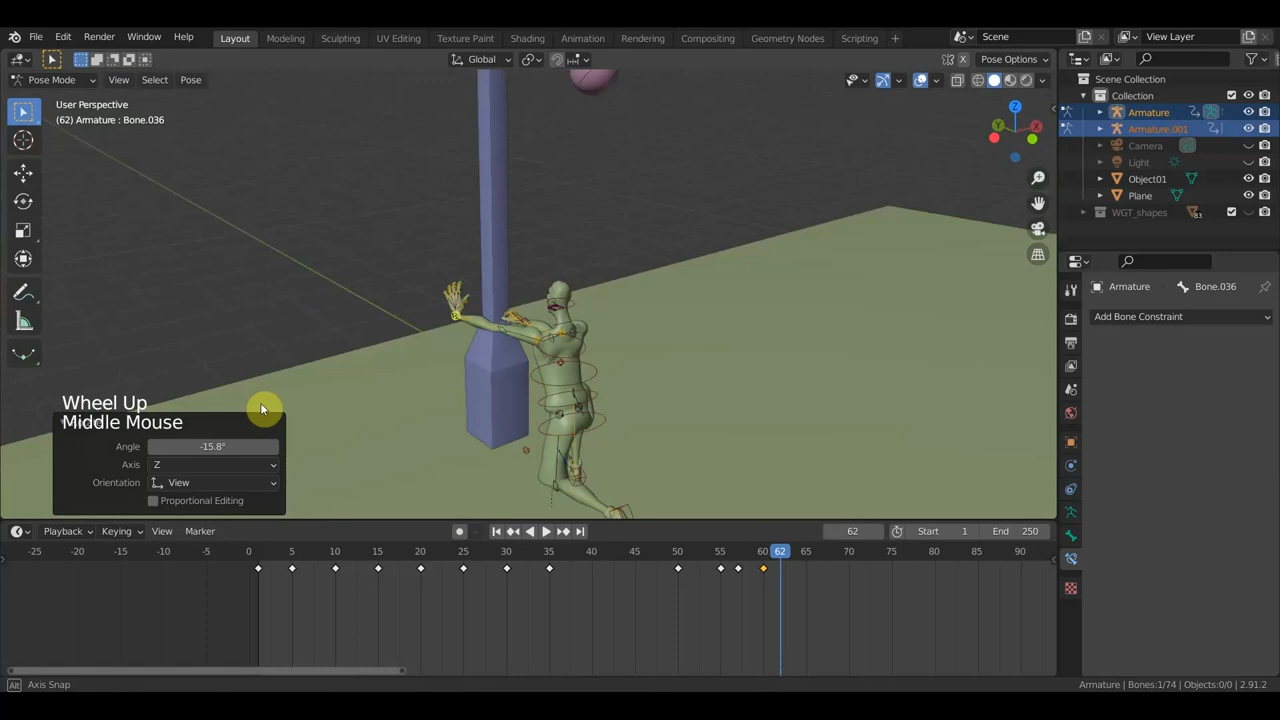 File Edit Render Window Help Layout Modeling Sculpting UV Editing Texture Paint Shading Animation Rendering Compositing Geometry Nodes Scripting + Scene View Layer
Global Pose Options
Pose Mode View Select Pose
User Perspective
(62) Armature : Bone.036
Scene Collection
Collection
Armature
Armature.001
Camera
Light
Object01
Plane
WGT_shapes 83
Armature Bone.036
Add Bone Constraint
Z
Y
X
Wheel Up
Middle Mouse
Angle -15.8°
Axis Z
Orientation View
Proportional Editing
Playback Keying View Marker 62 Start 1 End 250
-25 -20 -15 -10 -5 0 5 10 15 20 25 30 35 40 45 50 55 60 62 65 70 75 80 85 90
Alt Axis Snap Armature | Bones:1/74 | Objects:0/0 | 2.91.2